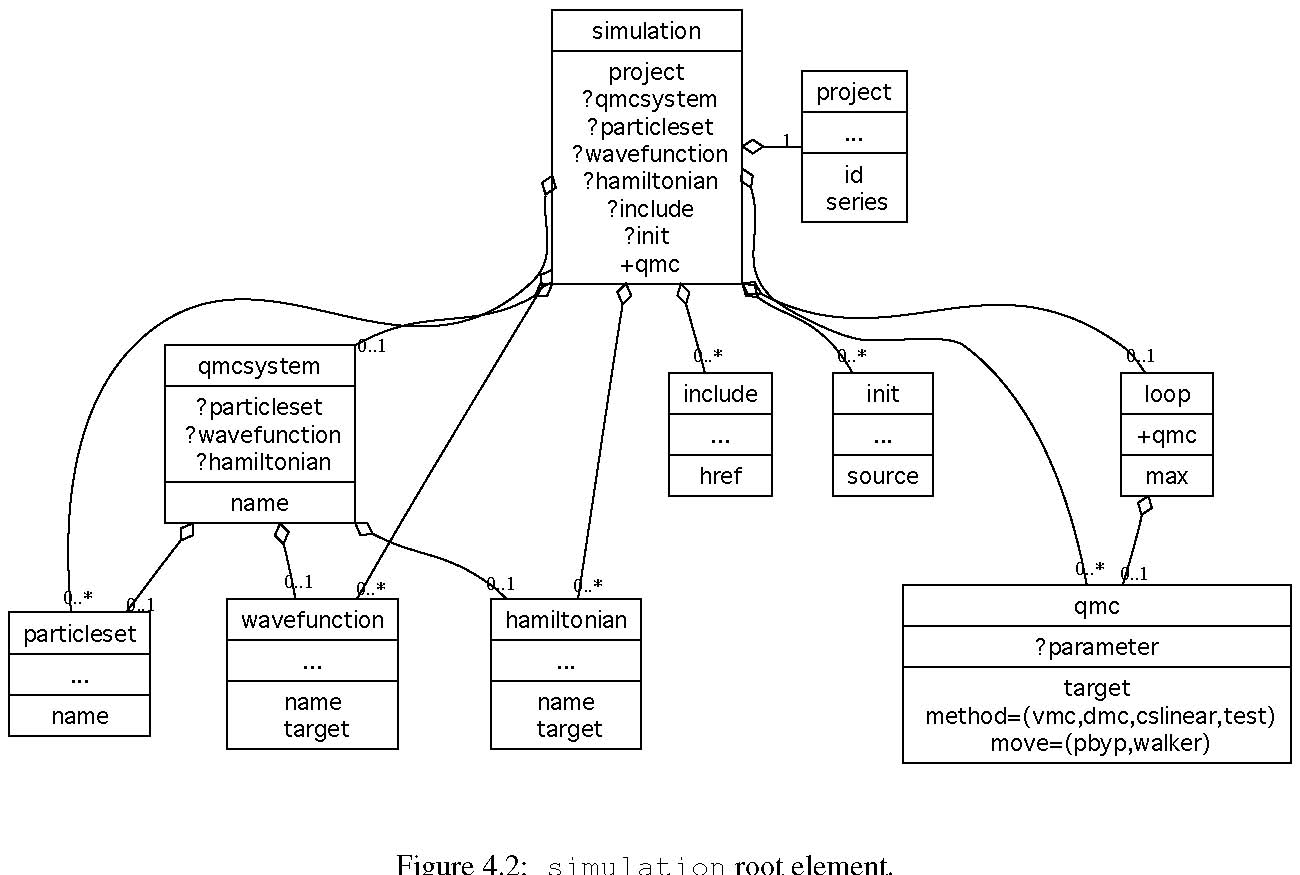 simulation
project
?qmcsystem
?particleset
?wavefunction
?hamiltonian
?include
?init
+qmc
project
...
id
series
1
0..1
0..*
0..*
0..1
qmcsystem
?particleset
?wavefunction
?hamiltonian
name
include
...
href
init
...
source
loop
+qmc
max
0..*
0..1
0..1
0..*
0..1
0..*
0..*
0..1
particleset
...
name
wavefunction
...
name
target
hamiltonian
...
name
target
qmc
?parameter
target
method=(vmc,dmc,cslinear,test)
move=(pbyp,walker)
Figure 4.2: simulation root element.